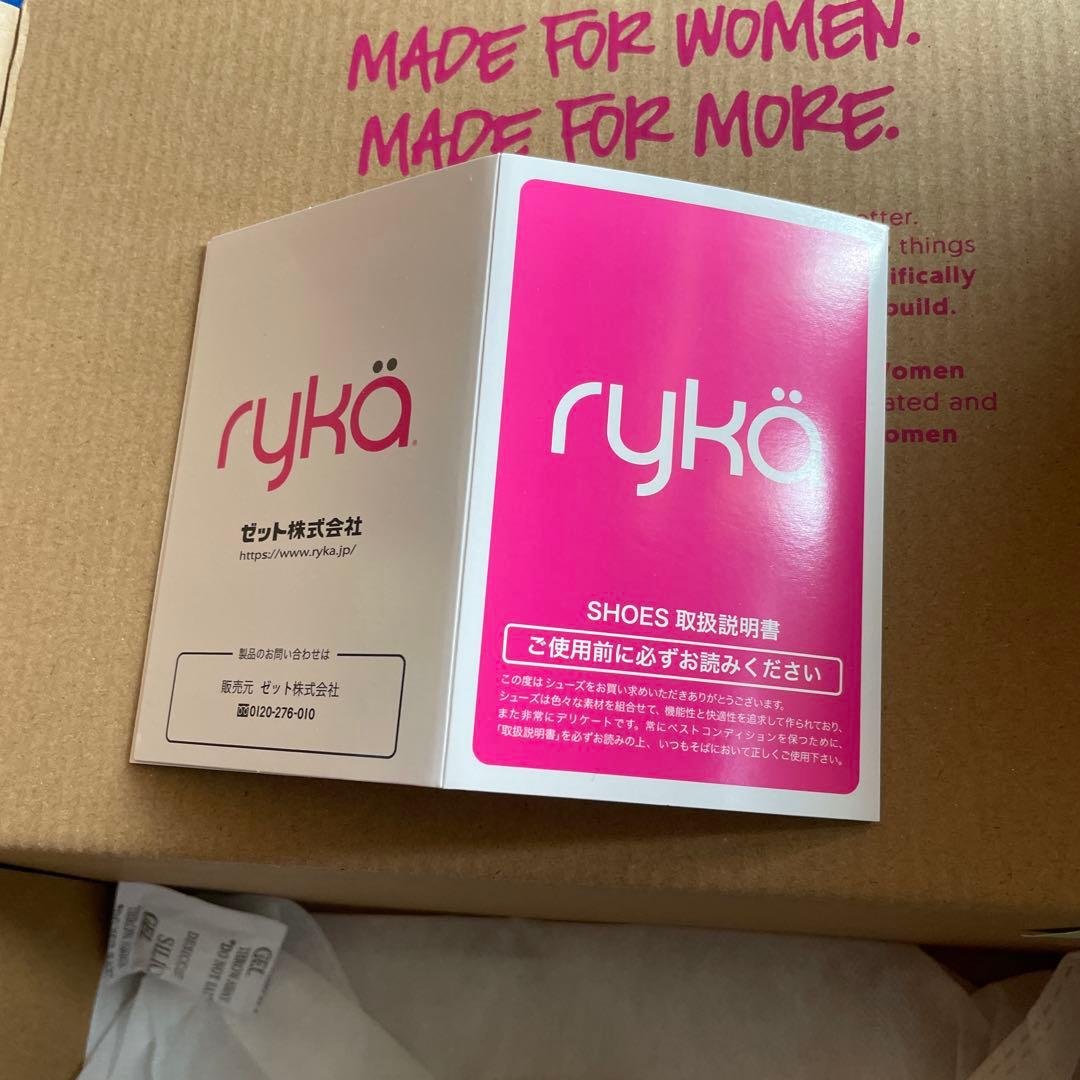 MADE FOR WOMEN.
MADE FOR MORE.
things
build.
and
rykä
ゼット株式会社
https://www.ryka.jp/
製品のお問い合わせは
販売元 ゼット株式会社
0120-276-010
rykä
SHOES 取扱説明書
ご使用前に必ずお読みください
この度はシューズをお買い求めいただきありがとうございます。
シューズは色々な素材を組合せて、機能性と快適性を追求して作られており、
また非常にデリケートです。常にベストコンディションを保つために、
「取扱説明書」を必ずお読みの上、いつもそばにおいて正しくご使用下さい。
GEL
THROW AWAY
"DO NOT EAT"